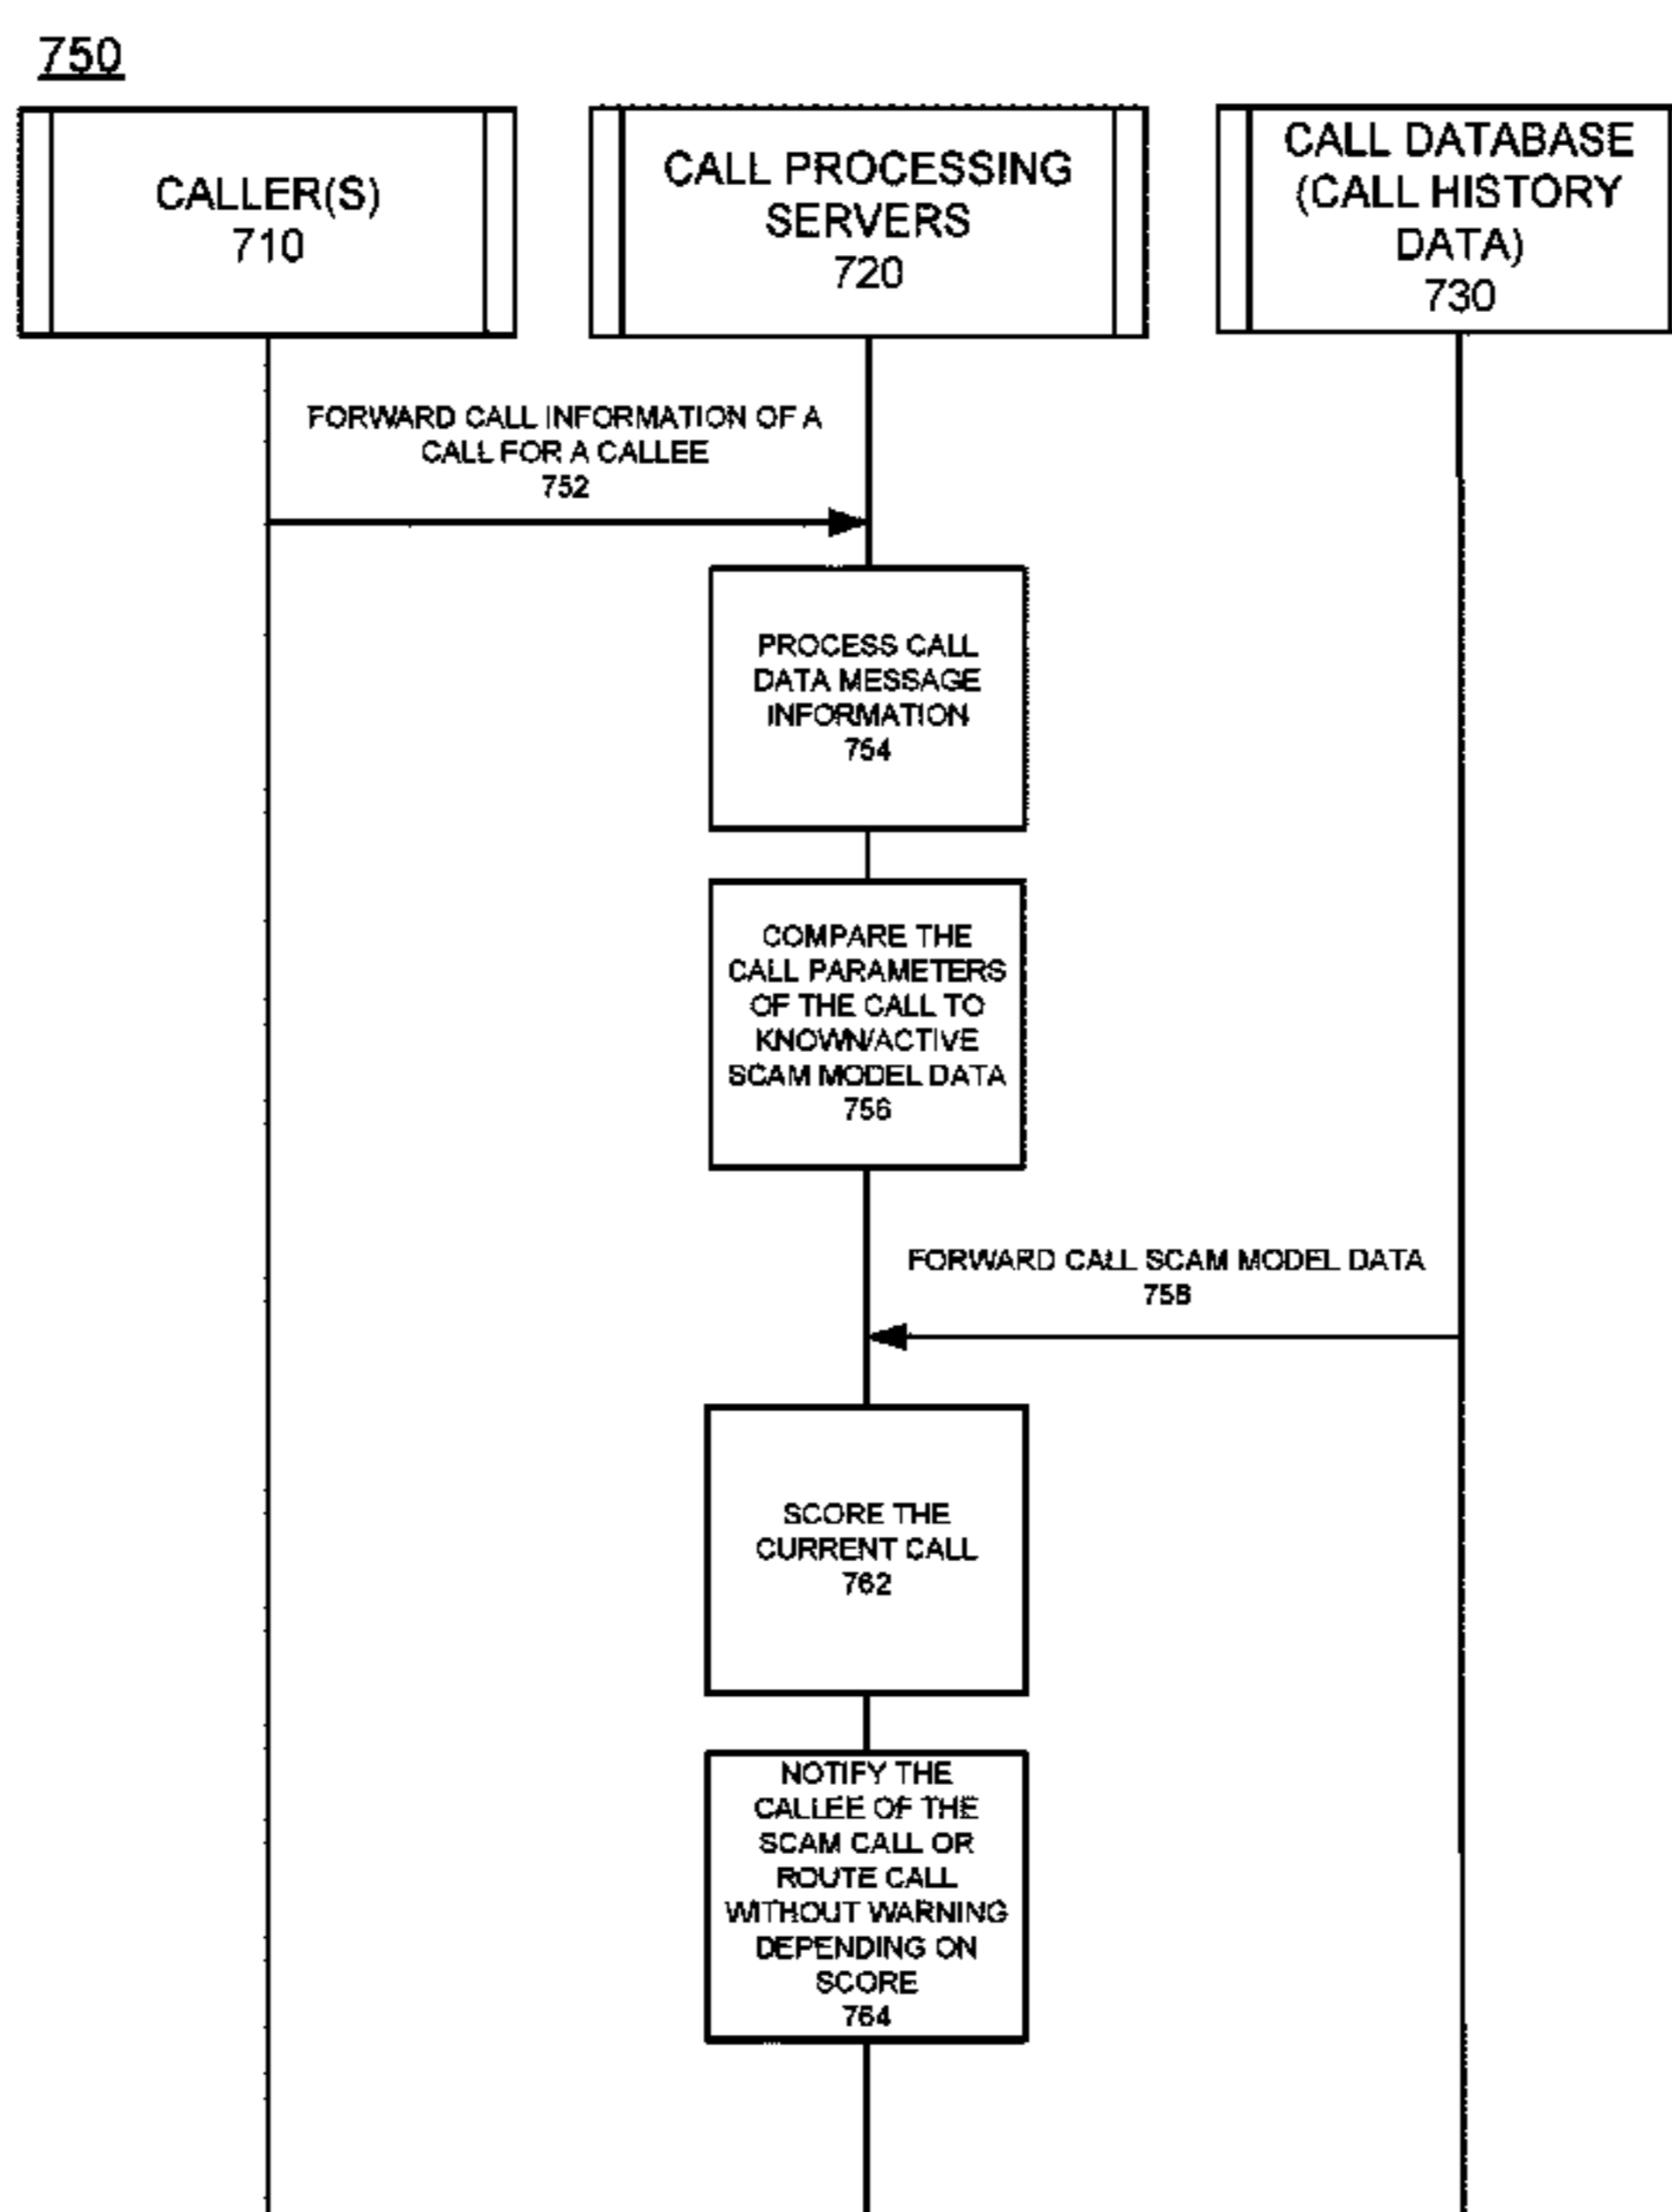 750
CALLER(S)
710
CALL PROCESSING
SERVERS
720
CALL DATABASE
(CALL HISTORY
DATA)
730
FORWARD CALL INFORMATION OF A
CALL FOR A CALLEE
752
PROCESS CALL
DATA MESSAGE
INFORMATION
754
COMPARE THE
CALL PARAMETERS
OF THE CALL TO
KNOWN/ACTIVE
SCAM MODEL DATA
756
FORWARD CALL SCAM MODEL DATA
758
SCORE THE
CURRENT CALL
762
NOTIFY THE
CALLEE OF THE
SCAM CALL OR
ROUTE CALL
WITHOUT WARNING
DEPENDING ON
SCORE
764